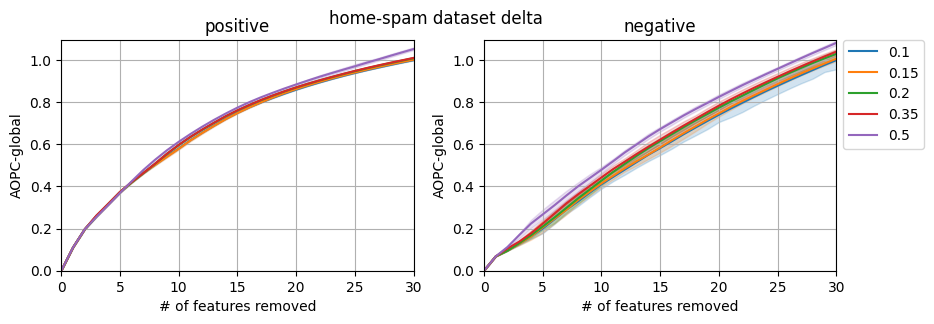 home-spam dataset delta
positive
negative
AOPC-global
1.0
0.8
0.6
0.4
0.2
0.0
0 5 10 15 20 25 30
# of features removed
AOPC-global
1.0
0.8
0.6
0.4
0.2
0.0
0 5 10 15 20 25 30
# of features removed
0.1
0.15
0.2
0.35
0.5